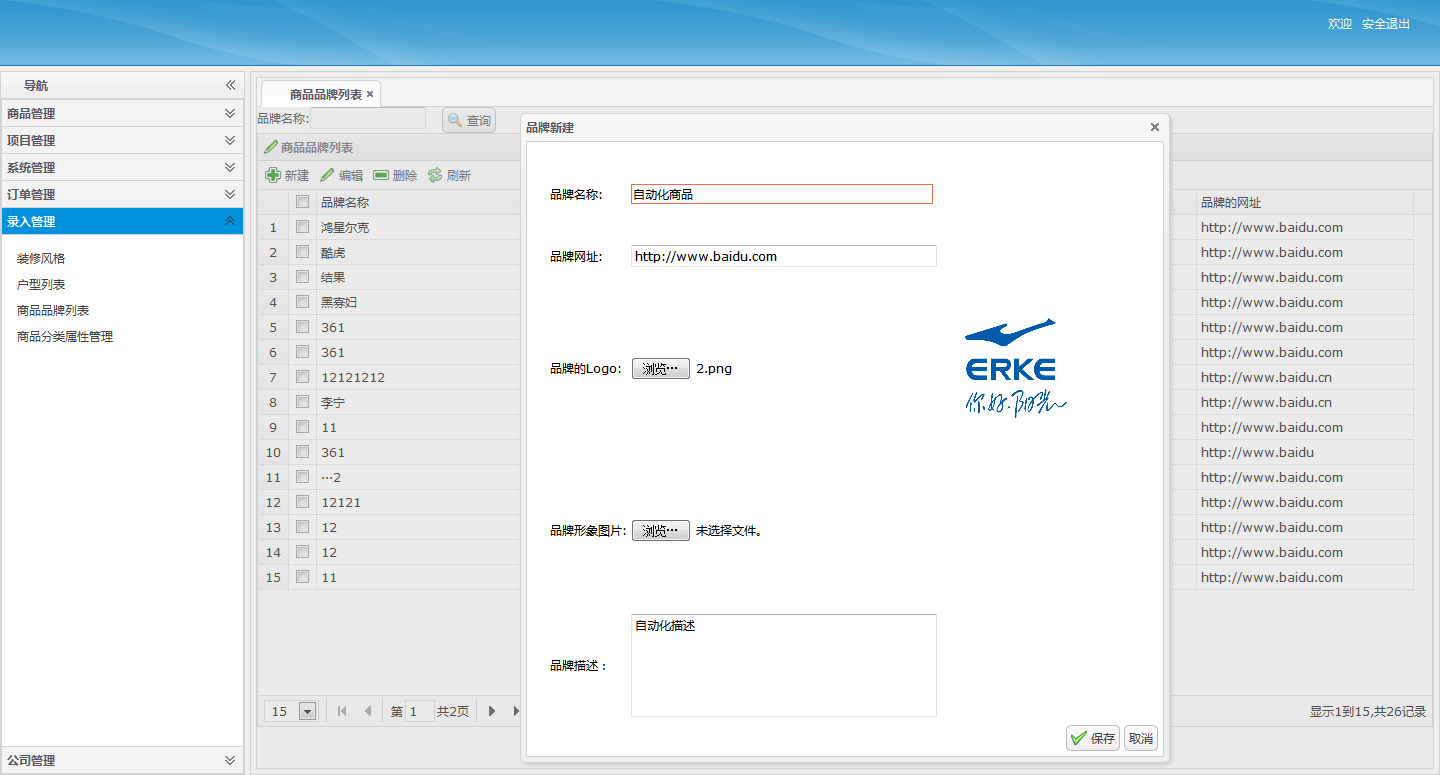 欢迎 安全退出
导航
商品管理
项目管理
系统管理
订单管理
录入管理
装修风格
户型列表
商品品牌列表
商品分类属性管理
公司管理
商品品牌列表
品牌名称: 查询
商品品牌列表
新建 编辑 删除 刷新
品牌名称 品牌的网址
1 鸿星尔克 http://www.baidu.com
2 酷虎 http://www.baidu.com
3 结果 http://www.baidu.com
4 黑寡妇 http://www.baidu.com
5 361 http://www.baidu.com
6 361 http://www.baidu.com
7 12121212 http://www.baidu.cn
8 李宁 http://www.baidu.cn
9 11 http://www.baidu.com
10 361 http://www.baidu
11 …2 http://www.baidu.com
12 12121 http://www.baidu.com
13 12 http://www.baidu.com
14 12 http://www.baidu.com
15 11 http://www.baidu.com
15 第 1 共2页 显示1到15,共26记录
品牌新建
品牌名称: 自动化商品
品牌网址: http://www.baidu.com
品牌的Logo: 浏览… 2.png
ERKE
你好.阳光
品牌形象图片: 浏览… 未选择文件。
品牌描述： 自动化描述
保存 取消